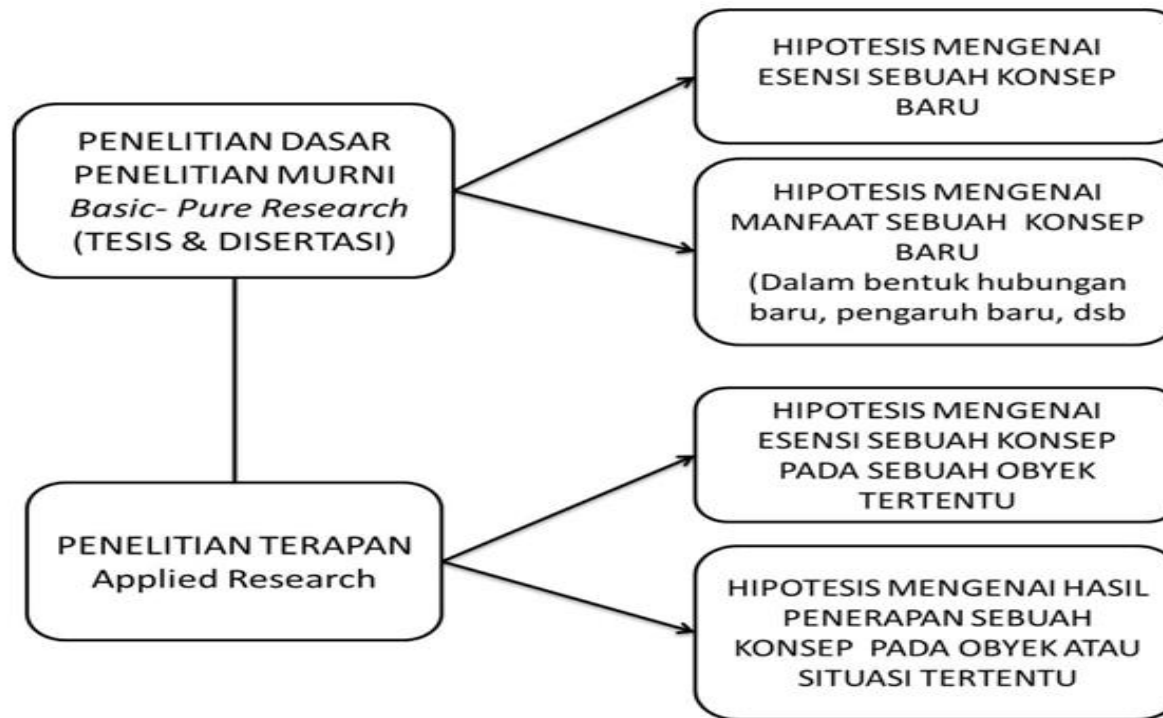 PENELITIAN DASAR
PENELITIAN MURNI
Basic- Pure Research
(TESIS & DISERTASI)
HIPOTESIS MENGENAI
ESENSI SEBUAH KONSEP
BARU
HIPOTESIS MENGENAI
MANFAAT SEBUAH KONSEP
BARU
(Dalam bentuk hubungan
baru, pengaruh baru, dsb
PENELITIAN TERAPAN
Applied Research
HIPOTESIS MENGENAI
ESENSI SEBUAH KONSEP
PADA SEBUAH OBYEK
TERTENTU
HIPOTESIS MENGENAI HASIL
PENERAPAN SEBUAH
KONSEP PADA OBYEK ATAU
SITUASI TERTENTU